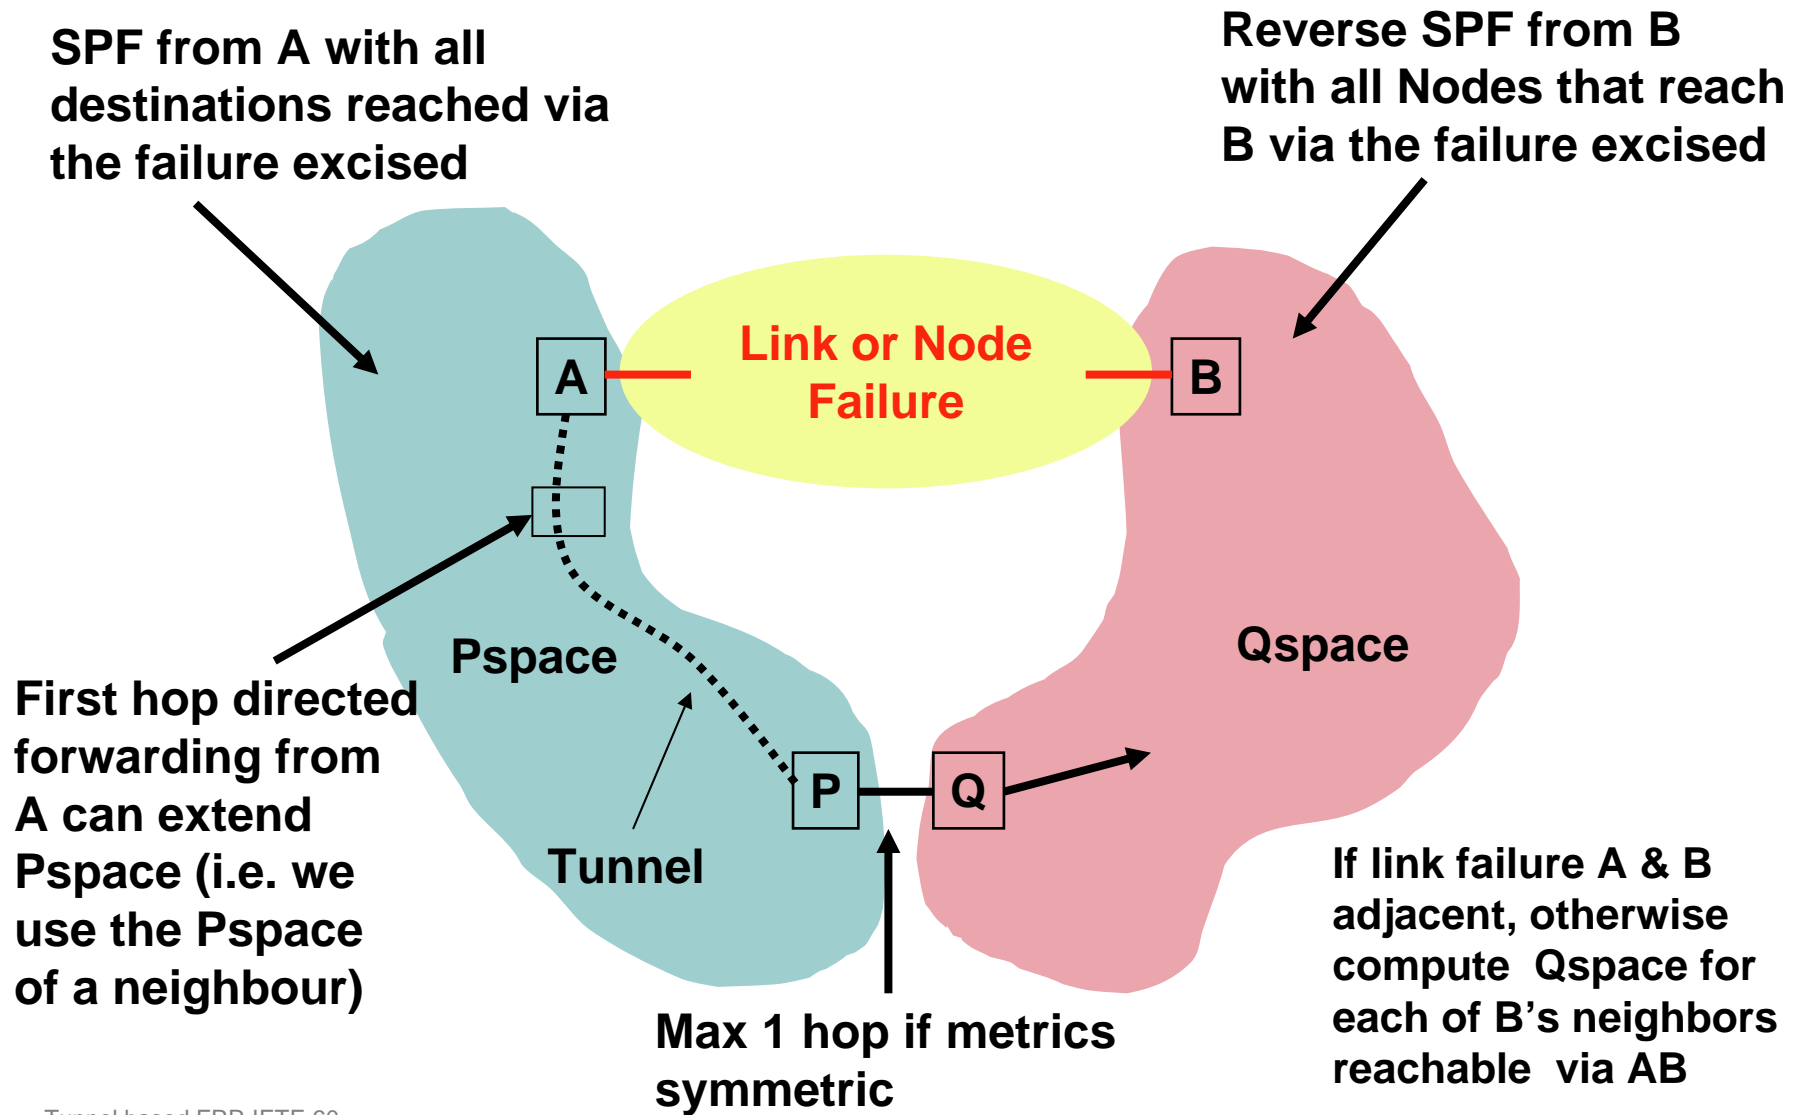 SPF from A with all
destinations reached via
the failure excised
Reverse SPF from B
with all Nodes that reach
B via the failure excised
Link or Node
Failure
A
B
Pspace
Qspace
First hop directed
forwarding from
A can extend
Pspace (i.e. we
use the Pspace
of a neighbour)
Tunnel
P
Q
Max 1 hop if metrics
symmetric
If link failure A & B
adjacent, otherwise
compute Qspace for
each of B’s neighbors
reachable via AB